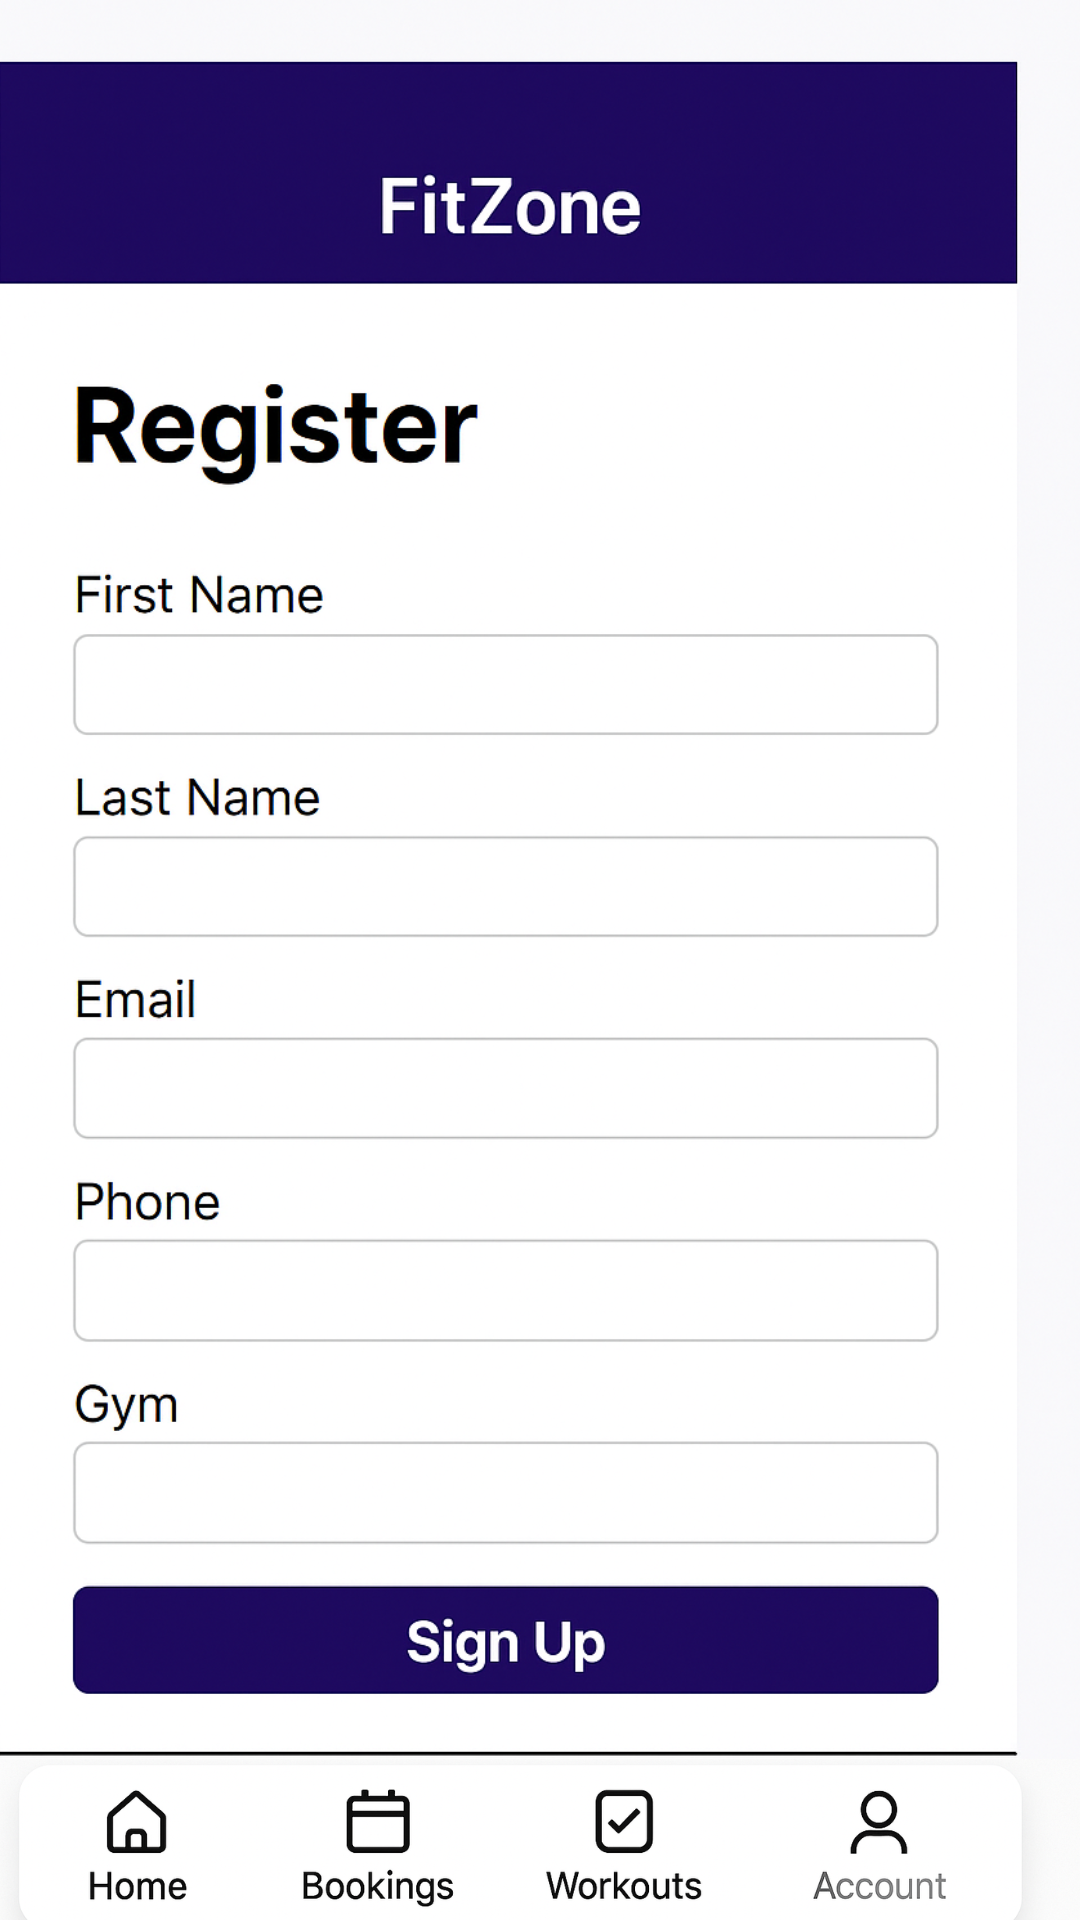 FitZone
Register
First Name
Last Name
Email
Phone
Gym
Sign Up
Home Bookings Workouts Account